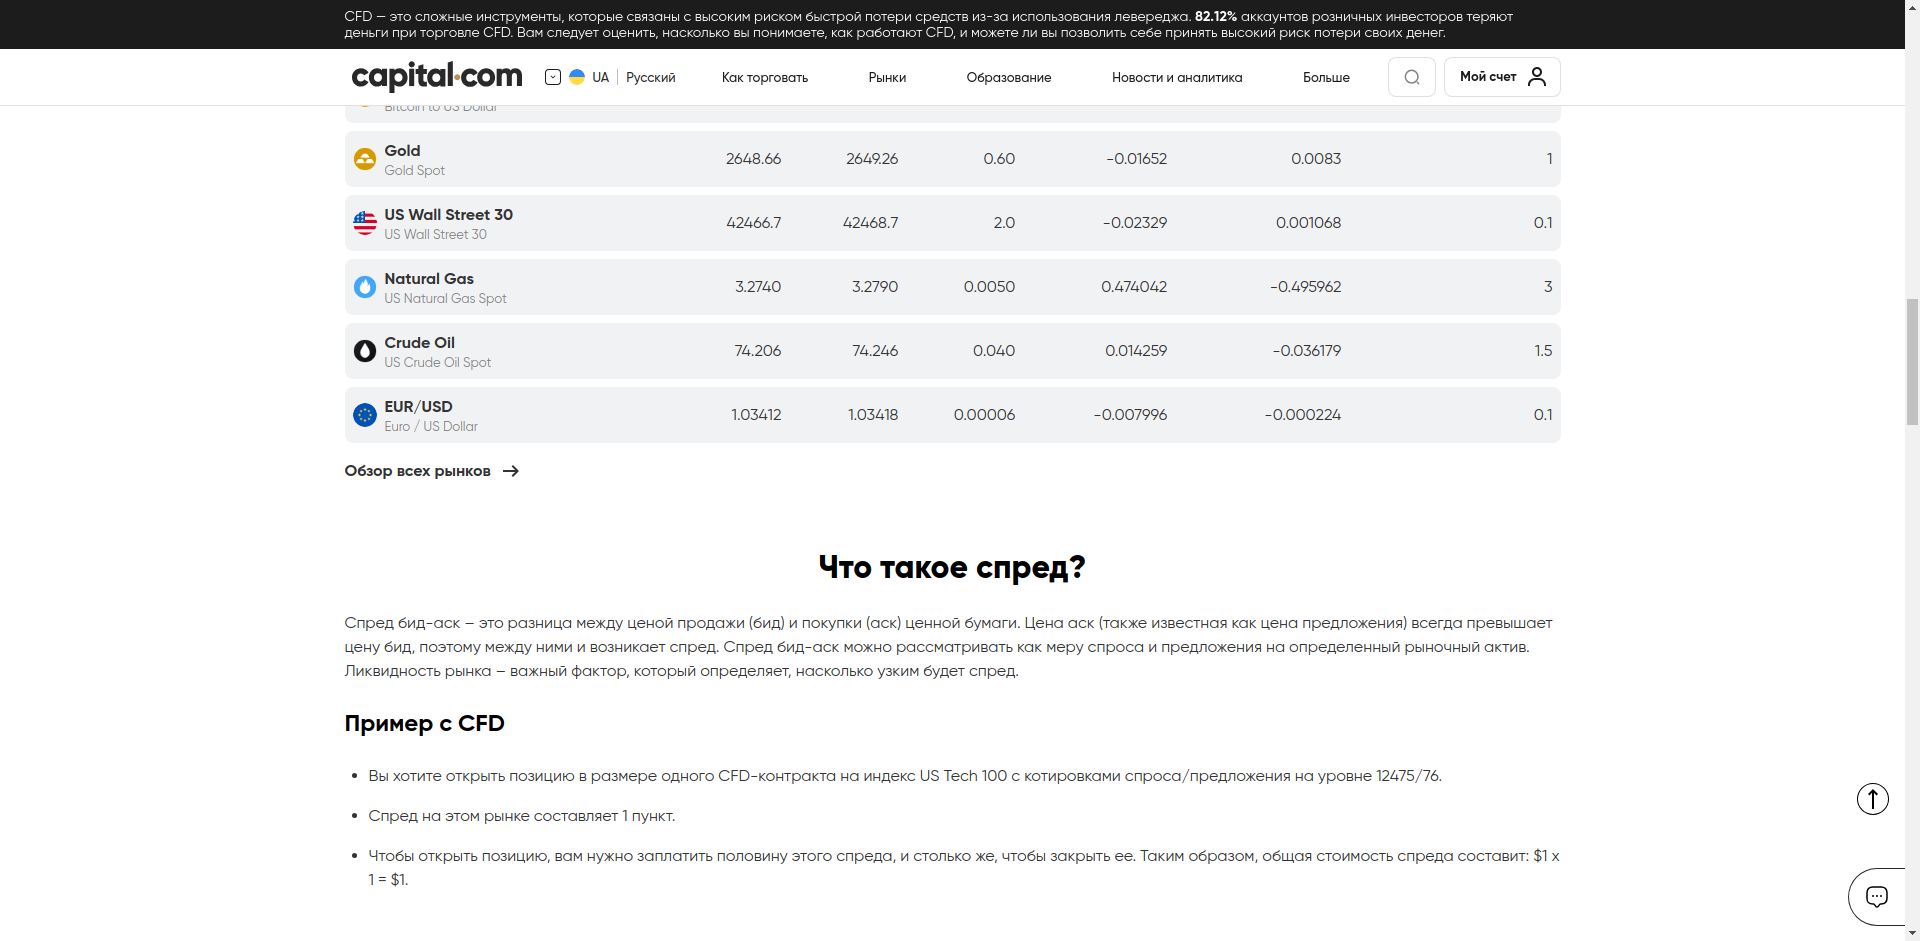 CFD — это сложные инструменты, которые связаны с высоким риском быстрой потери средств из-за использования левереджа. 82.12% аккаунтов розничных инвесторов теряют
деньги при торговле CFD. Вам следует оценить, насколько вы понимаете, как работают CFD, и можете ли вы позволить себе принять высокий риск потери своих денег.
capital.com UA Русский Как торговать Рынки Образование Новости и аналитика Больше Мой счет
Bitcoin to US Dollar
Gold
Gold Spot
2648.66 2649.26 0.60 -0.01652 0.0083 1
US Wall Street 30
US Wall Street 30
42466.7 42468.7 2.0 -0.02329 0.001068 0.1
Natural Gas
US Natural Gas Spot
3.2740 3.2790 0.0050 0.474042 -0.495962 3
Crude Oil
US Crude Oil Spot
74.206 74.246 0.040 0.014259 -0.036179 1.5
EUR/USD
Euro / US Dollar
1.03412 1.03418 0.00006 -0.007996 -0.000224 0.1
Обзор всех рынков
Что такое спред?
Спред бид-аск – это разница между ценой продажи (бид) и покупки (аск) ценной бумаги. Цена аск (также известная как цена предложения) всегда превышает
цену бид, поэтому между ними и возникает спред. Спред бид-аск можно рассматривать как меру спроса и предложения на определенный рыночный актив.
Ликвидность рынка – важный фактор, который определяет, насколько узким будет спред.
Пример с CFD
• Вы хотите открыть позицию в размере одного CFD-контракта на индекс US Tech 100 с котировками спроса/предложения на уровне 12475/76.
• Спред на этом рынке составляет 1 пункт.
• Чтобы открыть позицию, вам нужно заплатить половину этого спреда, и столько же, чтобы закрыть ее. Таким образом, общая стоимость спреда составит: $1 x
1 = $1.